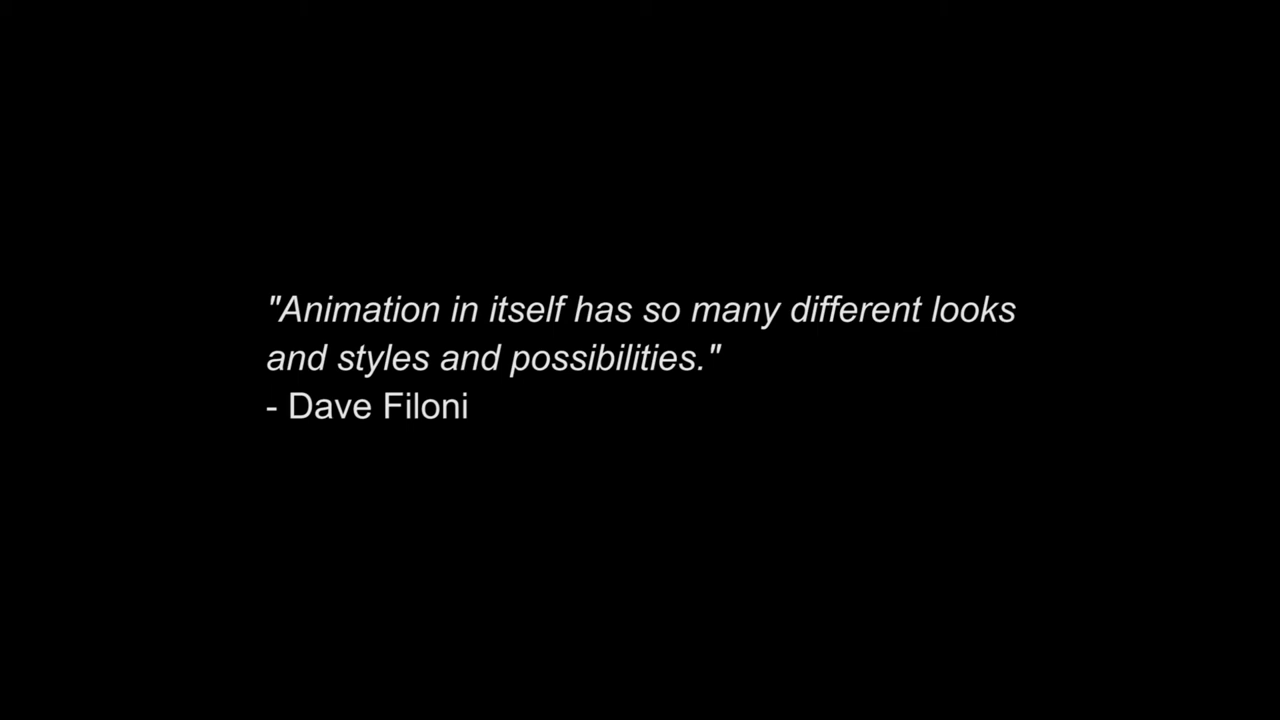 "Animation in itself has so many different looks
and styles and possibilities."
- Dave Filoni